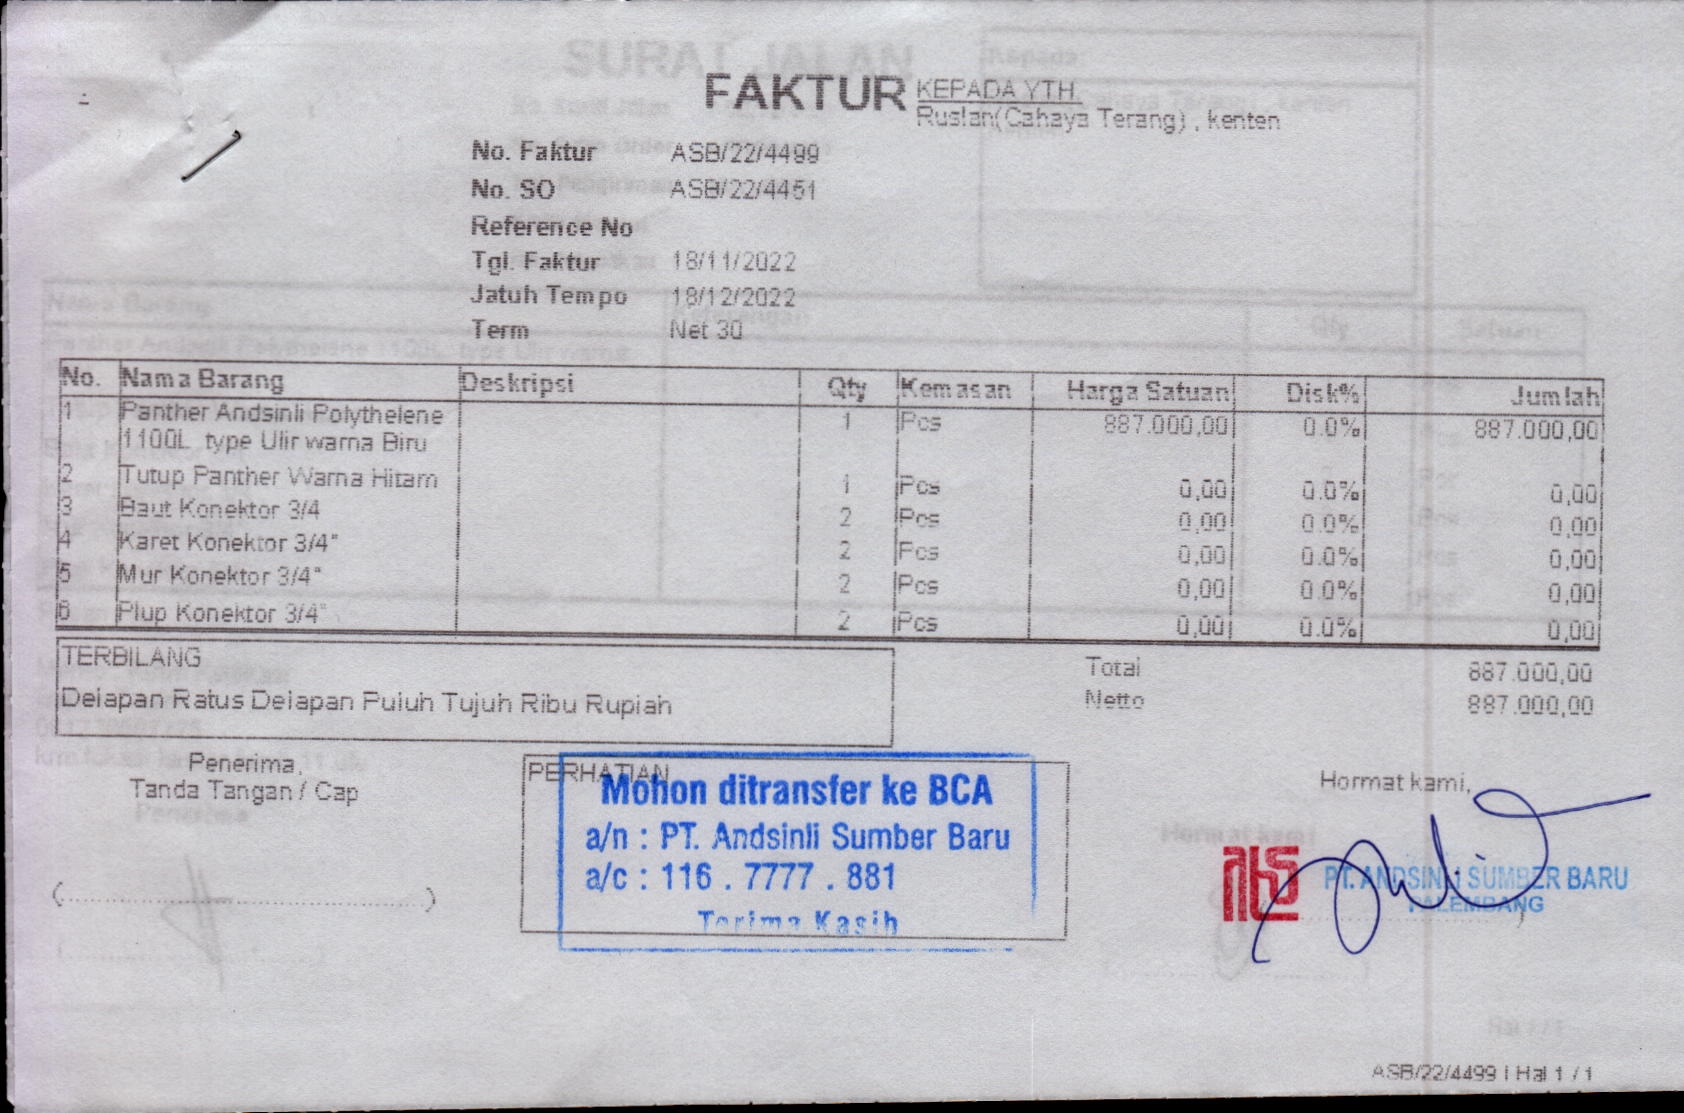 FAKTUR
KEPADA YTH.
Ruslan(Cahaya Terang) , kenten
No. Faktur ASB/22/4499
No. SO ASB/22/4451
Reference No
Tgl. Faktur 18/11/2022
Jatuh Tempo 18/12/2022
Term Net 30
No. Nama Barang Deskripsi Qty Kemasan Harga Satuan Disk% Jumlah
1 Panther Andsinli Polythelene 1 Pcs 887.000,00 0.0% 887.000,00
1100L type Ulir warna Biru
2 Tutup Panther Warna Hitam 1 Pcs 0,00 0.0% 0,00
3 Baut Konektor 3/4 2 Pcs 0,00 0.0% 0,00
4 Karet Konektor 3/4" 2 Pcs 0,00 0.0% 0,00
5 Mur Konektor 3/4" 2 Pcs 0,00 0.0% 0,00
6 Plup Konektor 3/4" 2 Pcs 0,00 0.0% 0,00
TERBILANG
Delapan Ratus Delapan Puluh Tujuh Ribu Rupiah
Total 887.000,00
Netto 887.000,00
Penerima,
Tanda Tangan / Cap
(..............................)
PERHATIAN
Mohon ditransfer ke BCA
a/n : PT. Andsinli Sumber Baru
a/c : 116 . 7777 . 881
Terima Kasih
Hormat kami,
PT. ANDSINLI SUMBER BARU
PALEMBANG
ASB/22/4499 | Hal 1 / 1